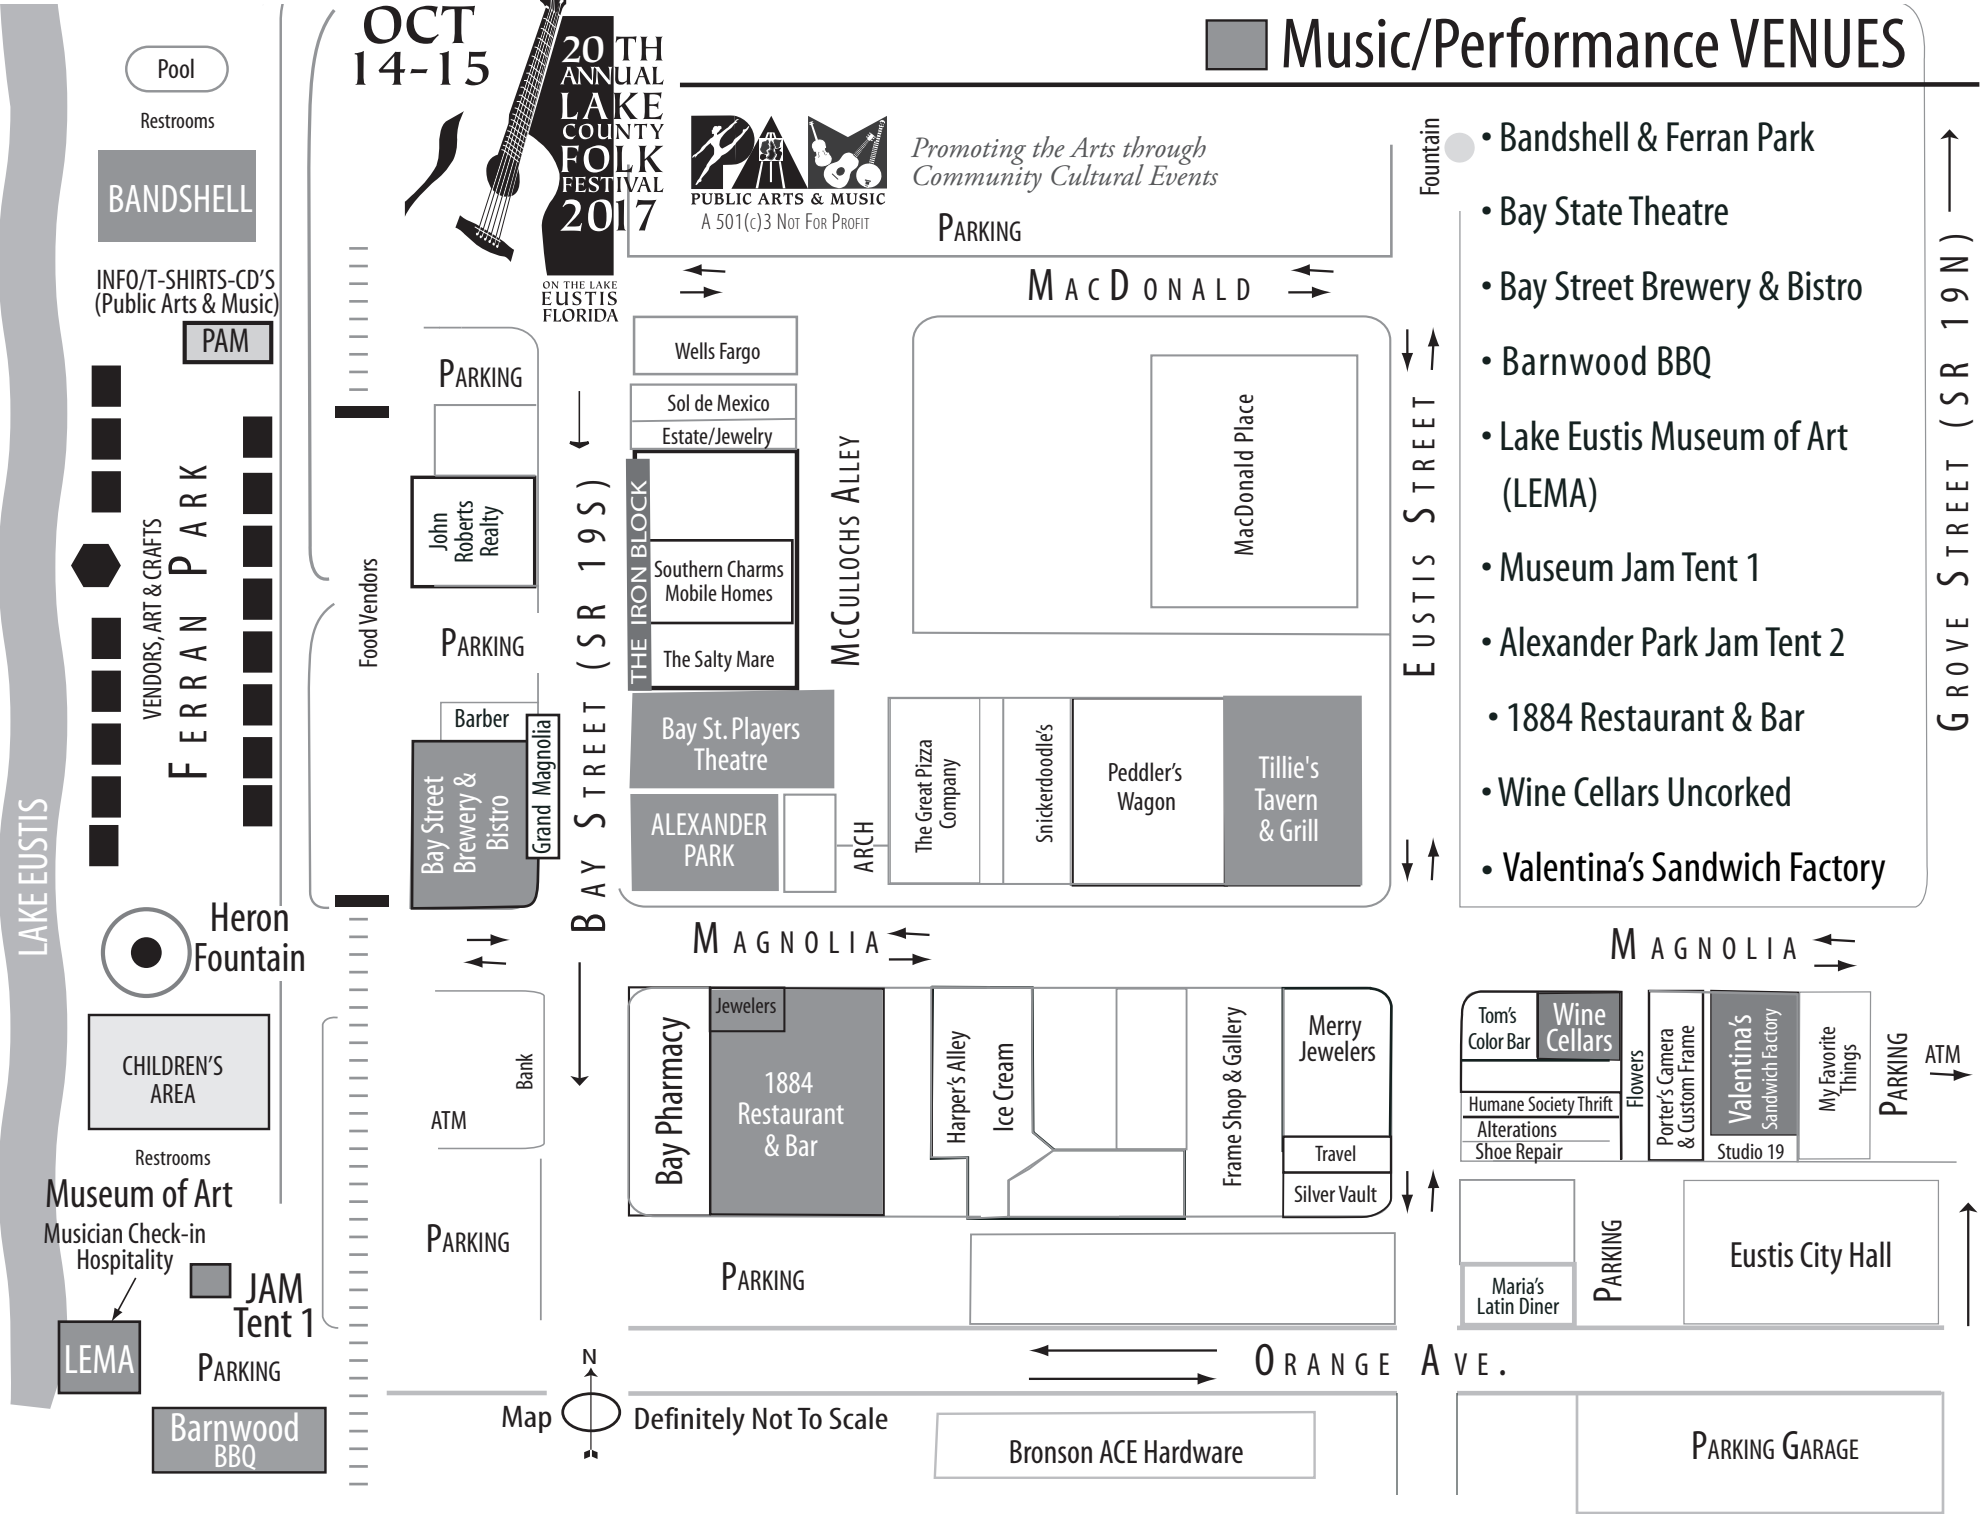 OCT
14-15
20TH
ANNUAL
LAKE
COUNTY
FOLK
FESTIVAL
2017
ON THE LAKE
EUSTIS
FLORIDA
PAM
PUBLIC ARTS & MUSIC
A 501(c)3 Not For Profit
Promoting the Arts through
Community Cultural Events
Music/Performance VENUES
• Bandshell & Ferran Park
• Bay State Theatre
• Bay Street Brewery & Bistro
• Barnwood BBQ
• Lake Eustis Museum of Art
(LEMA)
• Museum Jam Tent 1
• Alexander Park Jam Tent 2
• 1884 Restaurant & Bar
• Wine Cellars Uncorked
• Valentina's Sandwich Factory
Fountain
GROVE STREET (SR 19N)
Pool
Restrooms
BANDSHELL
INFO/T-SHIRTS-CD'S
(Public Arts & Music)
PAM
VENDORS, ART & CRAFTS
FERRAN PARK
LAKE EUSTIS
Heron
Fountain
CHILDREN'S
AREA
Restrooms
Museum of Art
Musician Check-in
Hospitality
JAM
Tent 1
LEMA
PARKING
Barnwood
BBQ
Food Vendors
PARKING
John
Roberts
Realty
PARKING
Barber
Bay Street
Brewery &
Bistro
Grand Magnolia
BAY STREET (SR 19S)
Bank
ATM
PARKING
PARKING
MACDONALD
Wells Fargo
Sol de Mexico
Estate/Jewelry
THE IRON BLOCK
Southern Charms
Mobile Homes
The Salty Mare
MCCULLOCHS ALLEY
Bay St. Players
Theatre
ALEXANDER
PARK
ARCH
MacDonald Place
EUSTIS STREET
The Great Pizza
Company
Snickerdoodle's
Peddler's
Wagon
Tillie's
Tavern
& Grill
MAGNOLIA
MAGNOLIA
Bay Pharmacy
Jewelers
1884
Restaurant
& Bar
Harper's Alley
Ice Cream
Frame Shop & Gallery
Merry
Jewelers
Travel
Silver Vault
PARKING
Tom's
Color Bar
Wine
Cellars
Humane Society Thrift
Alterations
Shoe Repair
Flowers
Porter's Camera
& Custom Frame
Valentina's
Sandwich Factory
Studio 19
My Favorite
Things
PARKING
ATM
Maria's
Latin Diner
PARKING
Eustis City Hall
ORANGE AVE.
N
Map
Definitely Not To Scale
Bronson ACE Hardware
PARKING GARAGE